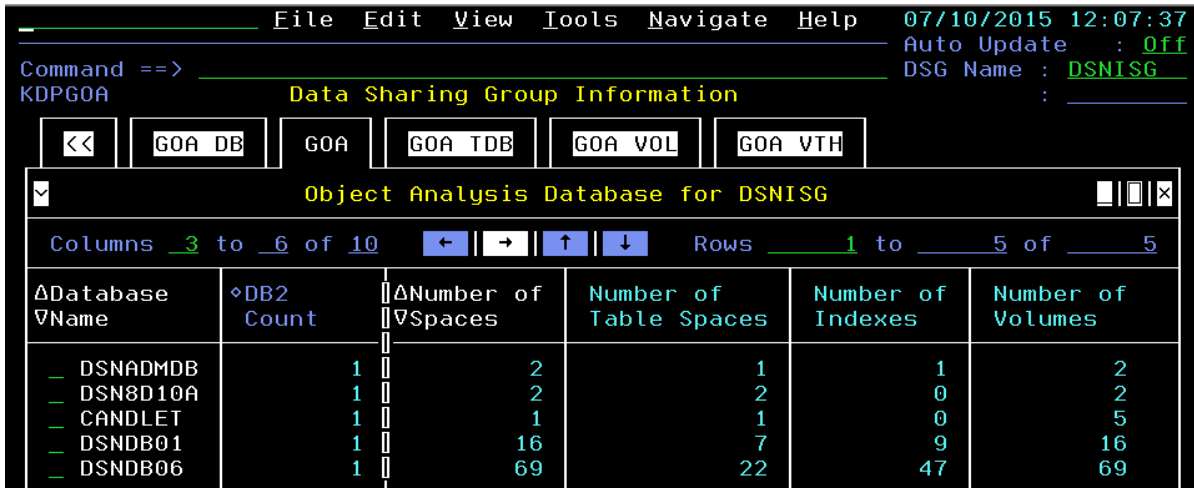 File Edit View Tools Navigate Help 07/10/2015 12:07:37
Auto Update : Off
Command ==> DSG Name : DSNISG
KDPGOA Data Sharing Group Information :
<< GOA DB GOA GOA TDB GOA VOL GOA VTH
Object Analysis Database for DSNISG
Columns 3 to 6 of 10 ← → ↑ ↓ Rows 1 to 5 of 5
ΔDatabase ◇DB2 ΔNumber of Number of Number of Number of
∇Name Count ∇Spaces Table Spaces Indexes Volumes
_ DSNADMDB 1 2 1 1 2
_ DSN8D10A 1 2 2 0 2
_ CANDLET 1 1 1 0 5
_ DSNDB01 1 16 7 9 16
_ DSNDB06 1 69 22 47 69